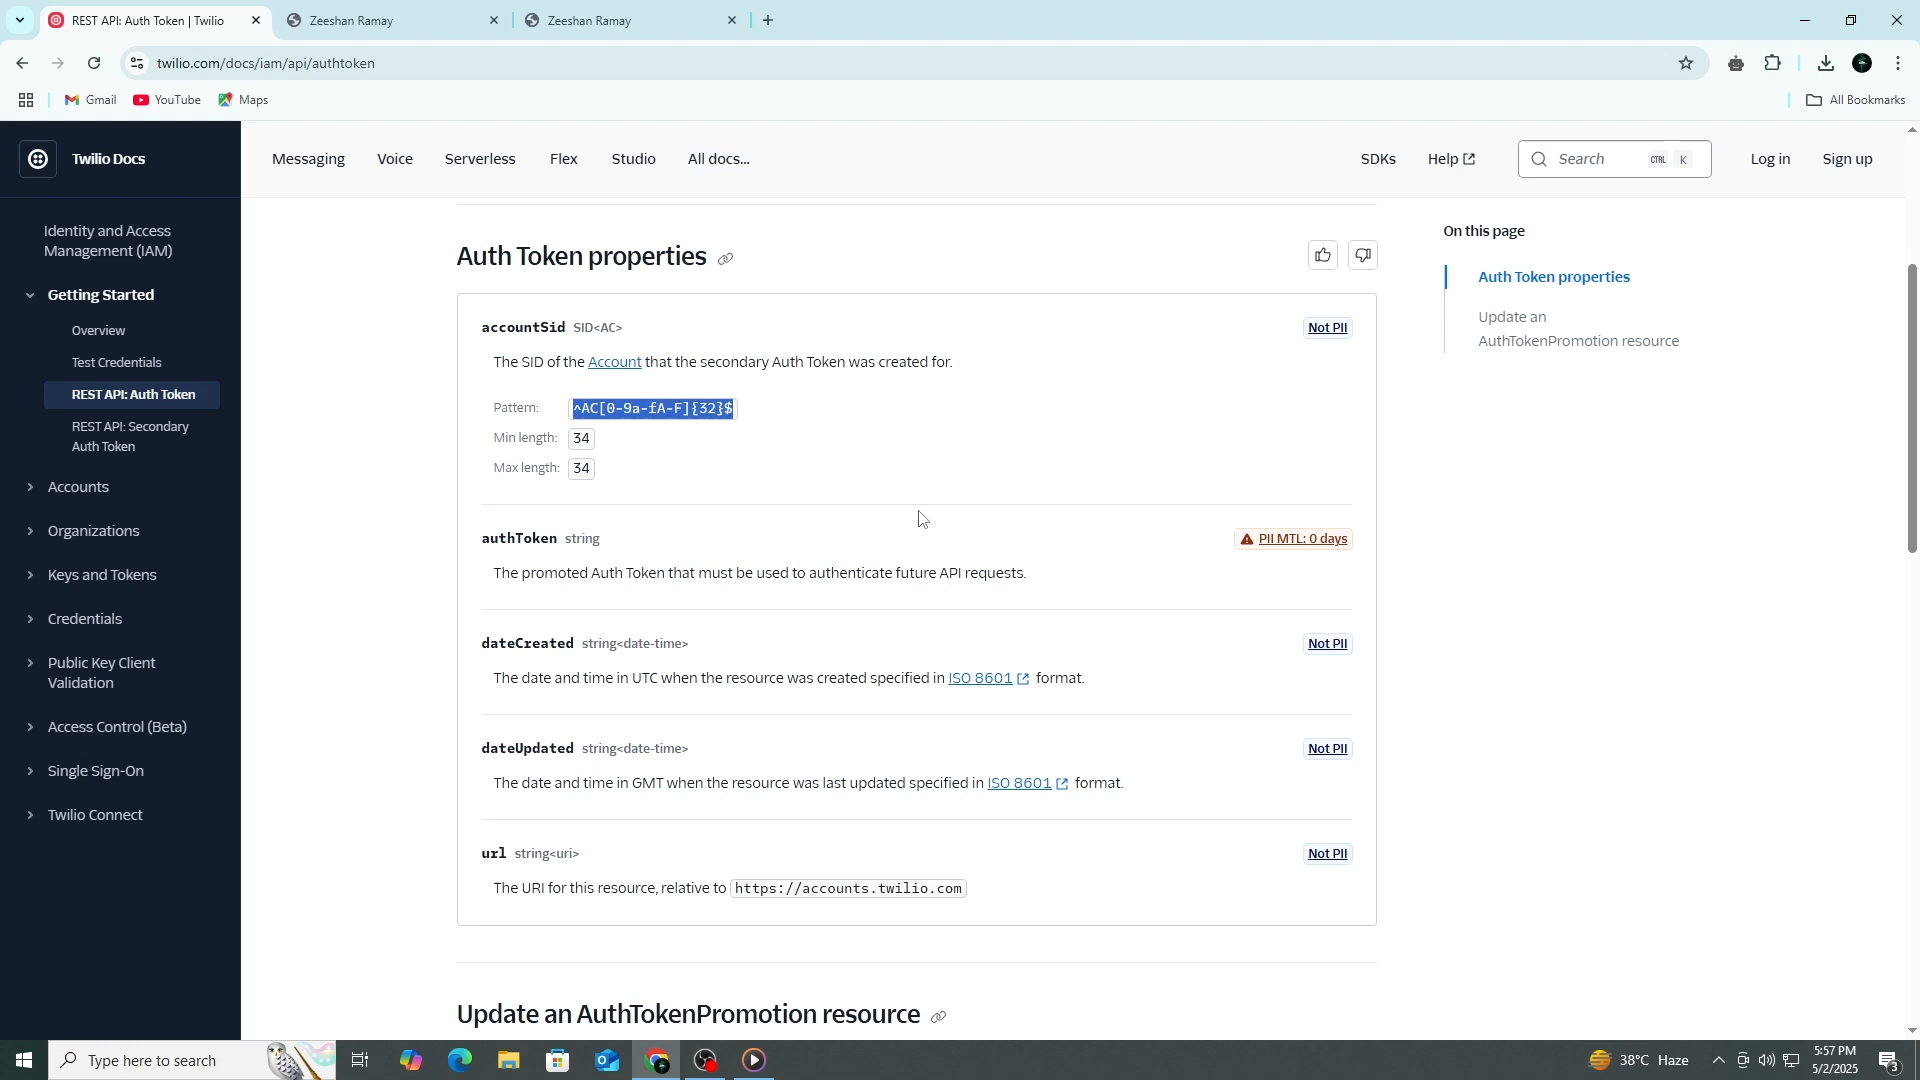 REST API: Auth Token | Twilio
Zeeshan Ramay
Zeeshan Ramay
twilio.com/docs/iam/api/authtoken
Gmail
YouTube
Maps
All Bookmarks
Twilio Docs
Messaging
Voice
Serverless
Flex
Studio
All docs...
SDKs
Help
Search
CTRL K
Log in
Sign up
Identity and Access
Management (IAM)
Getting Started
Overview
Test Credentials
REST API: Auth Token
REST API: Secondary
Auth Token
Accounts
Organizations
Keys and Tokens
Credentials
Public Key Client
Validation
Access Control (Beta)
Single Sign-On
Twilio Connect
Auth Token properties
accountSid SID<AC>
Not PII
The SID of the Account that the secondary Auth Token was created for.
Pattern: ^AC[0-9a-fA-F]{32}$
Min length: 34
Max length: 34
authToken string
PII MTL: 0 days
The promoted Auth Token that must be used to authenticate future API requests.
dateCreated string<date-time>
Not PII
The date and time in UTC when the resource was created specified in ISO 8601 format.
dateUpdated string<date-time>
Not PII
The date and time in GMT when the resource was last updated specified in ISO 8601 format.
url string<uri>
Not PII
The URI for this resource, relative to https://accounts.twilio.com
Update an AuthTokenPromotion resource
On this page
Auth Token properties
Update an
AuthTokenPromotion resource
Type here to search
38°C Haze
5:57 PM
5/2/2025
3